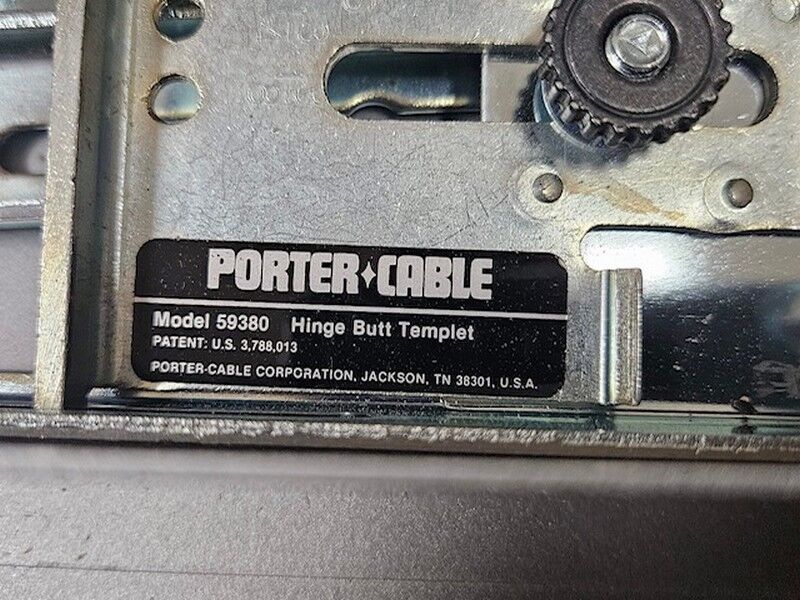 PORTER✦CABLE
Model 59380 Hinge Butt Templet
PATENT: U.S. 3,788,013
PORTER-CABLE CORPORATION, JACKSON, TN 38301, U.S.A.